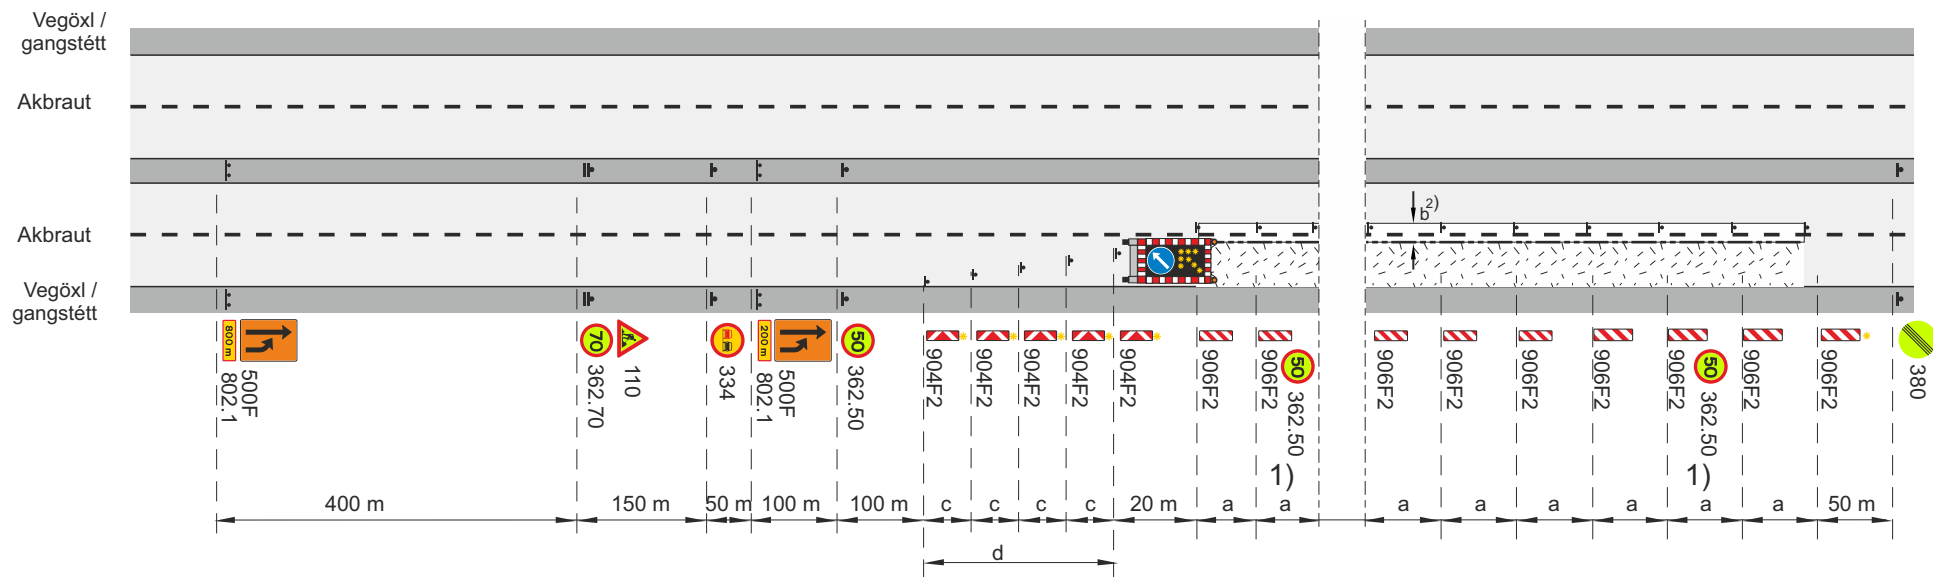 Vegöxl /
gangstétt
Akbraut
Akbraut
Vegöxl /
gangstétt
b2)
800 m
70
200 m
50
50
50
802.1
500F
362.70
110
334
802.1
500F
362.50
904F2
904F2
904F2
904F2
904F2
906F2
906F2
362.50
906F2
906F2
906F2
906F2
906F2
362.50
906F2
906F2
380
1)
1)
400 m
150 m
50 m
100 m
100 m
c
c
c
c
20 m
a
a
a
a
a
a
a
a
50 m
d